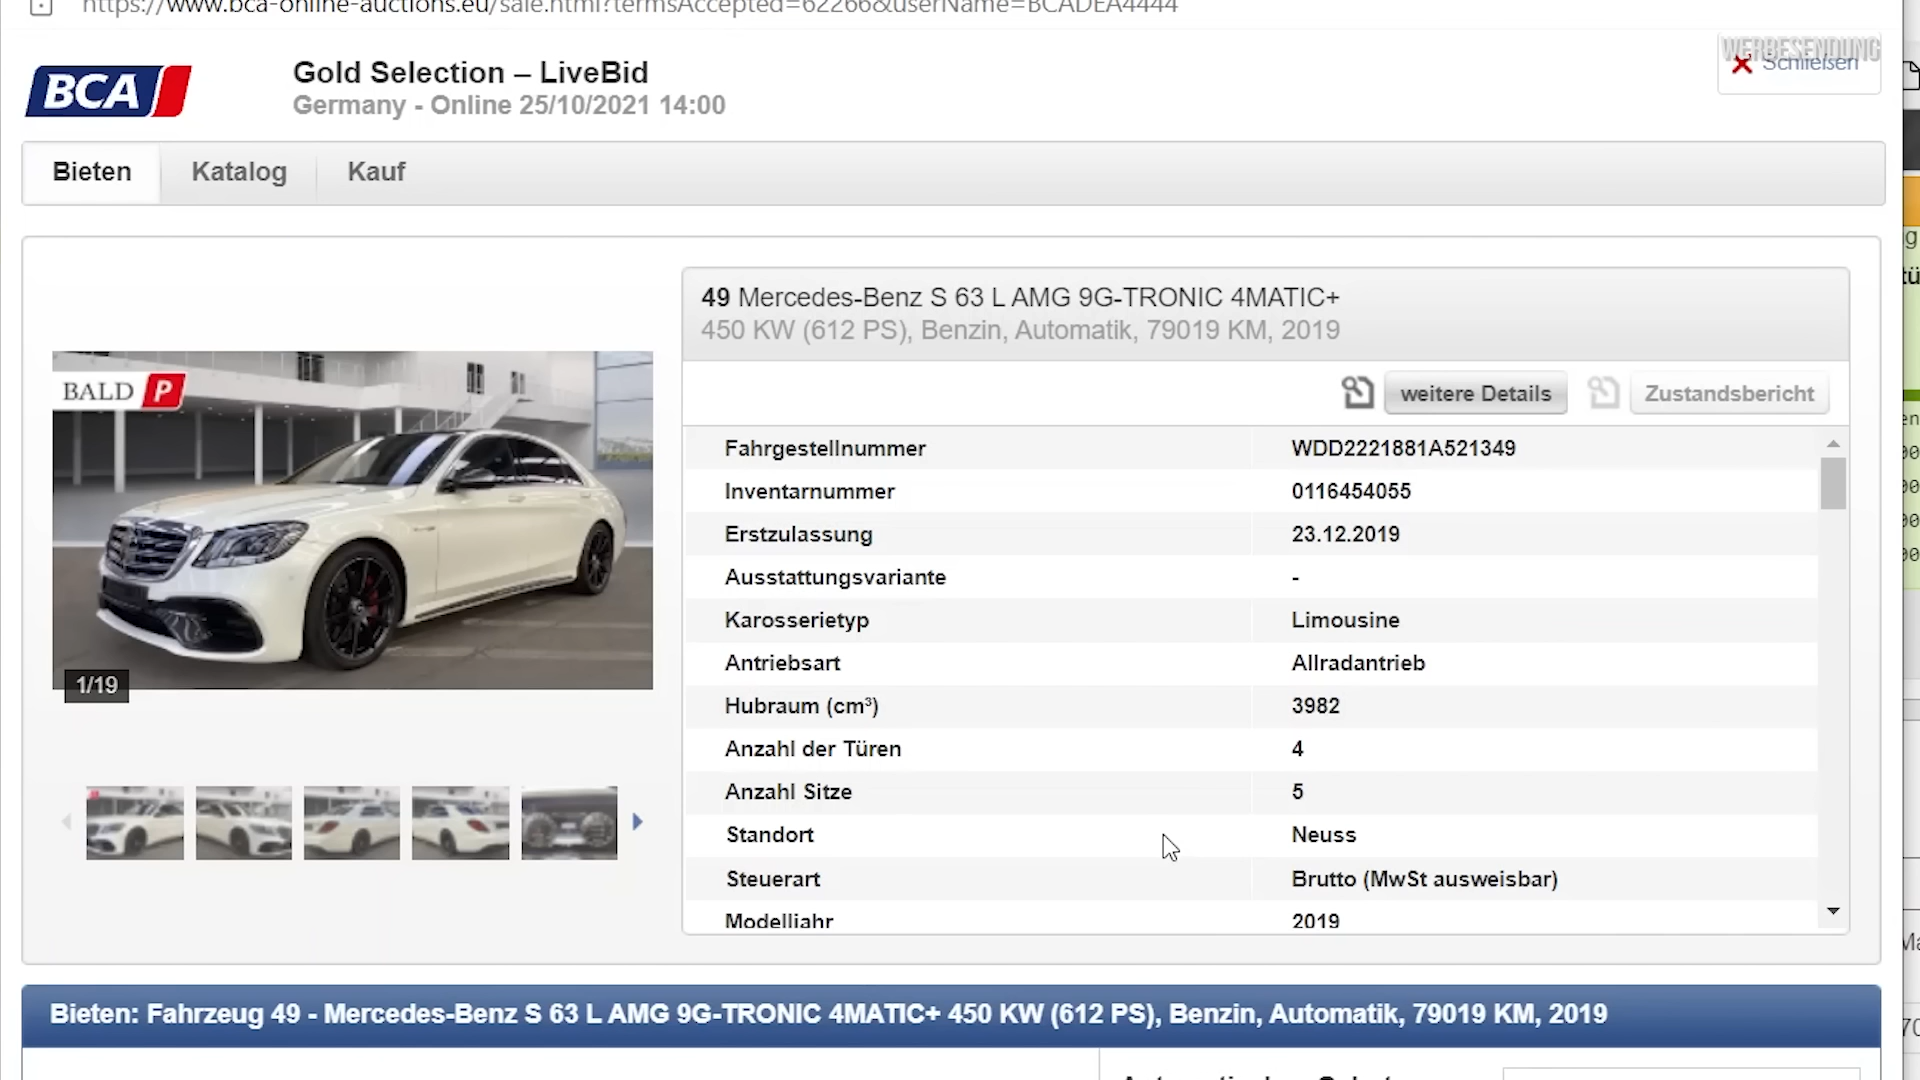 https://www.bca-online-auctions.eu/sale.html?termsAccepted=62266&userName=BCADEA4444
WERBESENDUNG
Schließen
BCA
Gold Selection – LiveBid
Germany - Online 25/10/2021 14:00
Bieten
Katalog
Kauf
49 Mercedes-Benz S 63 L AMG 9G-TRONIC 4MATIC+
450 KW (612 PS), Benzin, Automatik, 79019 KM, 2019
weitere Details
Zustandsbericht
BALD P
1/19
Fahrgestellnummer WDD2221881A521349
Inventarnummer 0116454055
Erstzulassung 23.12.2019
Ausstattungsvariante -
Karosserietyp Limousine
Antriebsart Allradantrieb
Hubraum (cm³) 3982
Anzahl der Türen 4
Anzahl Sitze 5
Standort Neuss
Steuerart Brutto (MwSt ausweisbar)
Modelljahr 2019
Bieten: Fahrzeug 49 - Mercedes-Benz S 63 L AMG 9G-TRONIC 4MATIC+ 450 KW (612 PS), Benzin, Automatik, 79019 KM, 2019